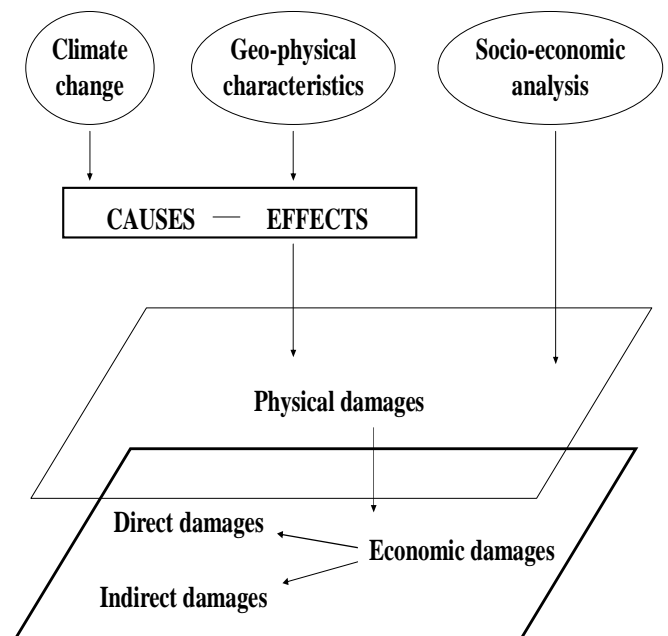 Climate
change
Geo-physical
characteristics
Socio-economic
analysis
CAUSES — EFFECTS
Physical damages
Direct damages
Economic damages
Indirect damages